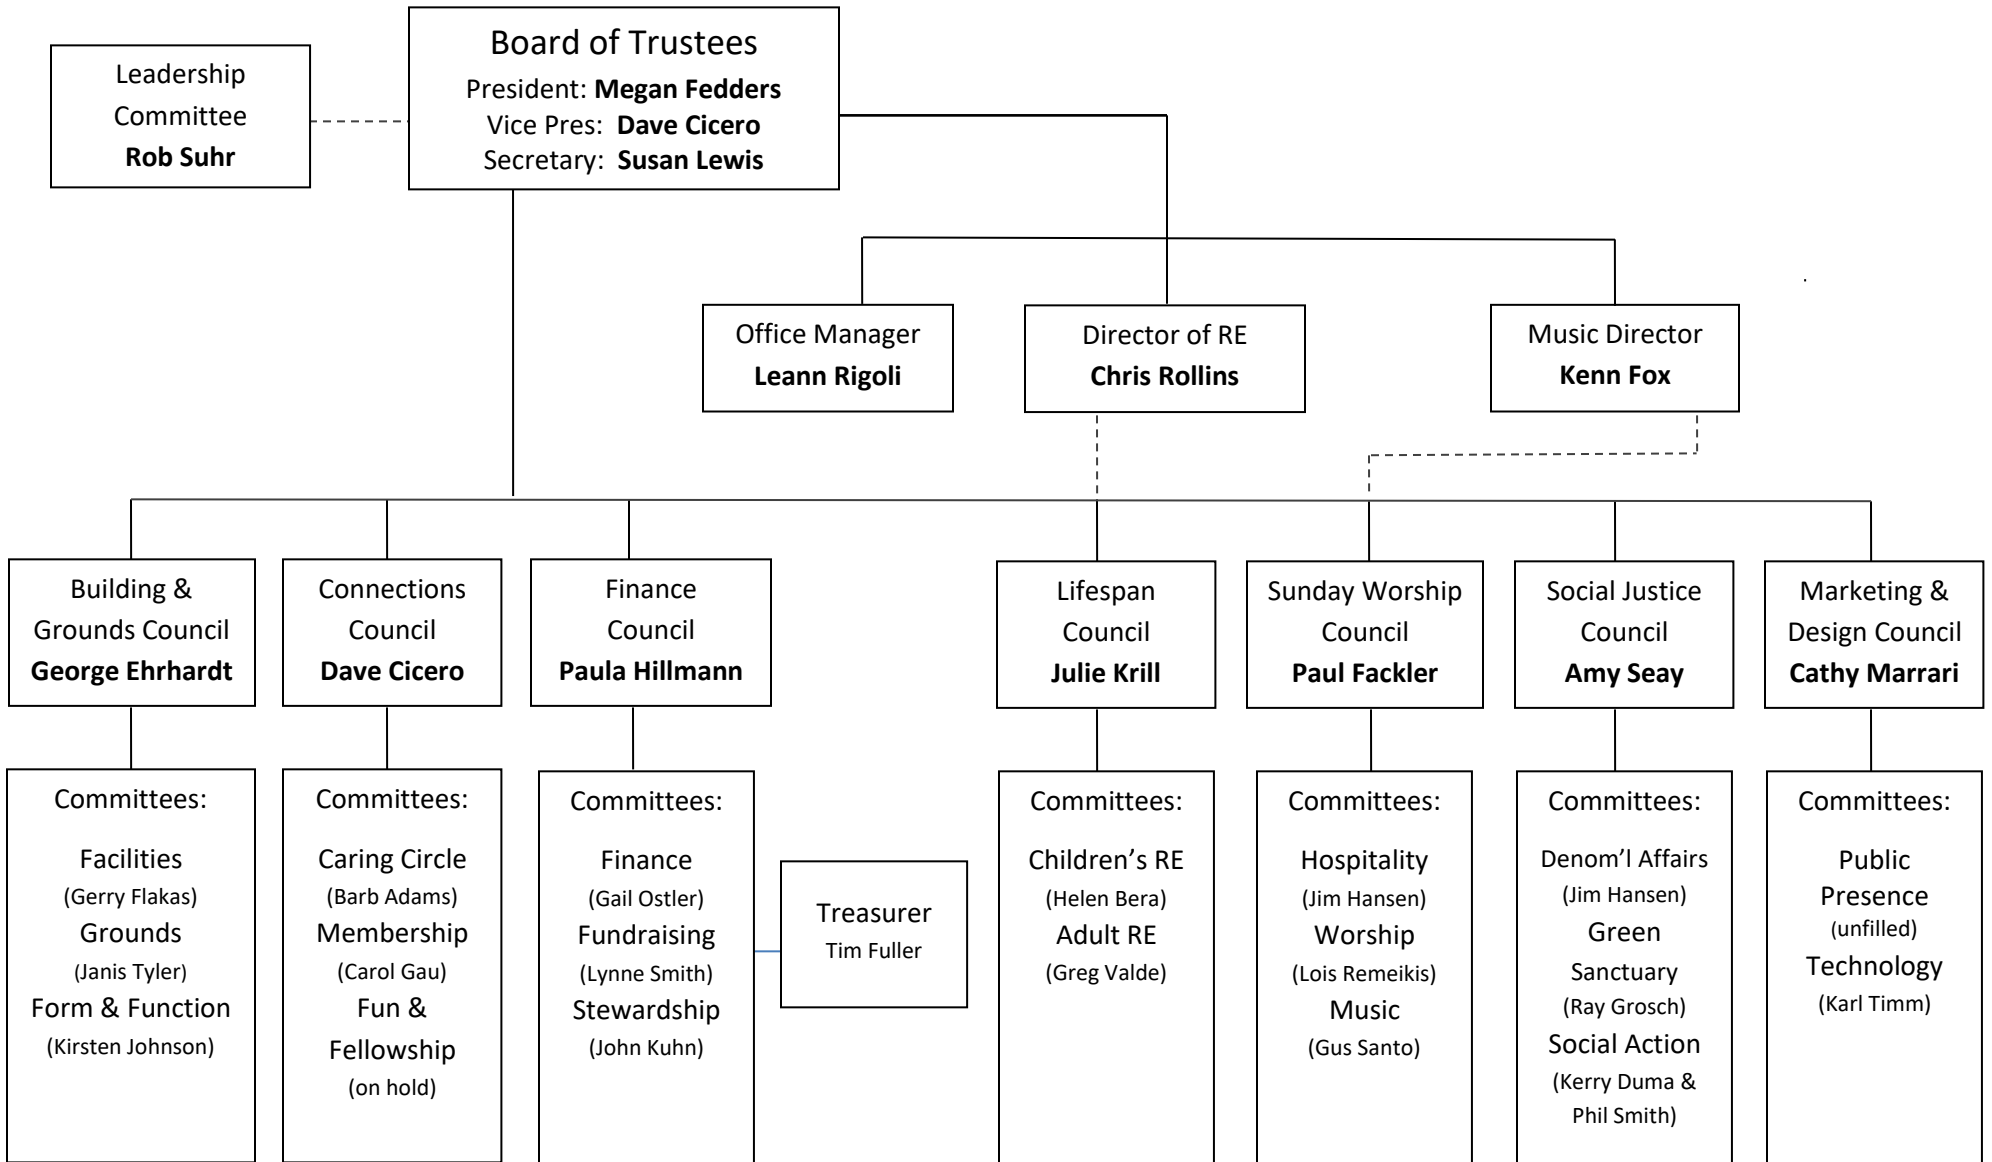 Leadership
Committee
Rob Suhr
Board of Trustees
President: Megan Fedders
Vice Pres: Dave Cicero
Secretary: Susan Lewis
Office Manager
Leann Rigoli
Director of RE
Chris Rollins
Music Director
Kenn Fox
.
Building &
Grounds Council
George Ehrhardt
Connections
Council
Dave Cicero
Finance
Council
Paula Hillmann
Lifespan
Council
Julie Krill
Sunday Worship
Council
Paul Fackler
Social Justice
Council
Amy Seay
Marketing &
Design Council
Cathy Marrari
Committees:
Facilities
(Gerry Flakas)
Grounds
(Janis Tyler)
Form & Function
(Kirsten Johnson)
Committees:
Caring Circle
(Barb Adams)
Membership
(Carol Gau)
Fun &
Fellowship
(on hold)
Committees:
Finance
(Gail Ostler)
Fundraising
(Lynne Smith)
Stewardship
(John Kuhn)
Treasurer
Tim Fuller
Committees:
Children’s RE
(Helen Bera)
Adult RE
(Greg Valde)
Committees:
Hospitality
(Jim Hansen)
Worship
(Lois Remeikis)
Music
(Gus Santo)
Committees:
Denom’l Affairs
(Jim Hansen)
Green
Sanctuary
(Ray Grosch)
Social Action
(Kerry Duma &
Phil Smith)
Committees:
Public
Presence
(unfilled)
Technology
(Karl Timm)